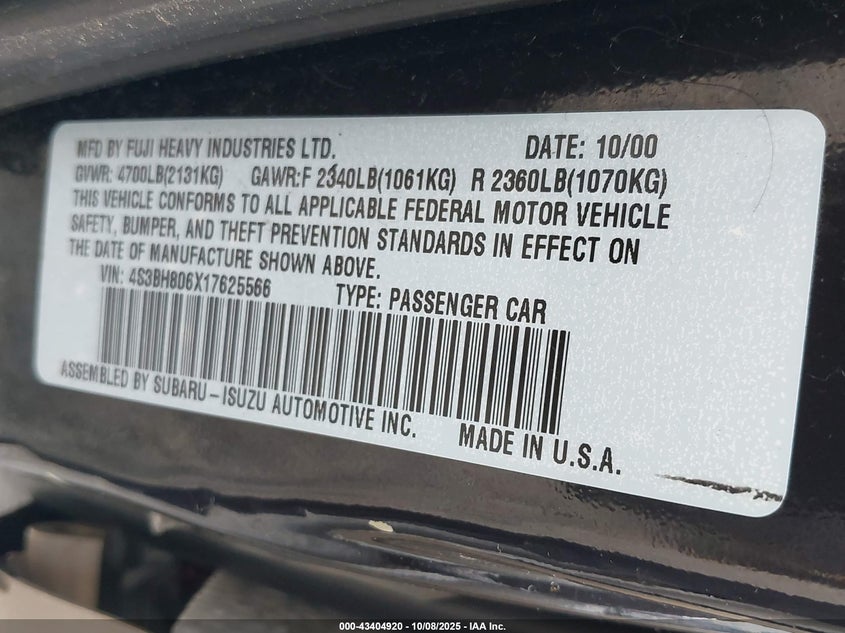 MFD BY FUJI HEAVY INDUSTRIES LTD. DATE: 10/00
GVWR: 4700LB(2131KG) GAWR:F 2340LB(1061KG) R 2360LB(1070KG)
THIS VEHICLE CONFORMS TO ALL APPLICABLE FEDERAL MOTOR VEHICLE
SAFETY, BUMPER, AND THEFT PREVENTION STANDARDS IN EFFECT ON
THE DATE OF MANUFACTURE SHOWN ABOVE.
VIN: 4S3BH806X17625566 TYPE: PASSENGER CAR
ASSEMBLED BY SUBARU-ISUZU AUTOMOTIVE INC. MADE IN U.S.A.
000-43404920 - 10/08/2025 - IAA Inc.